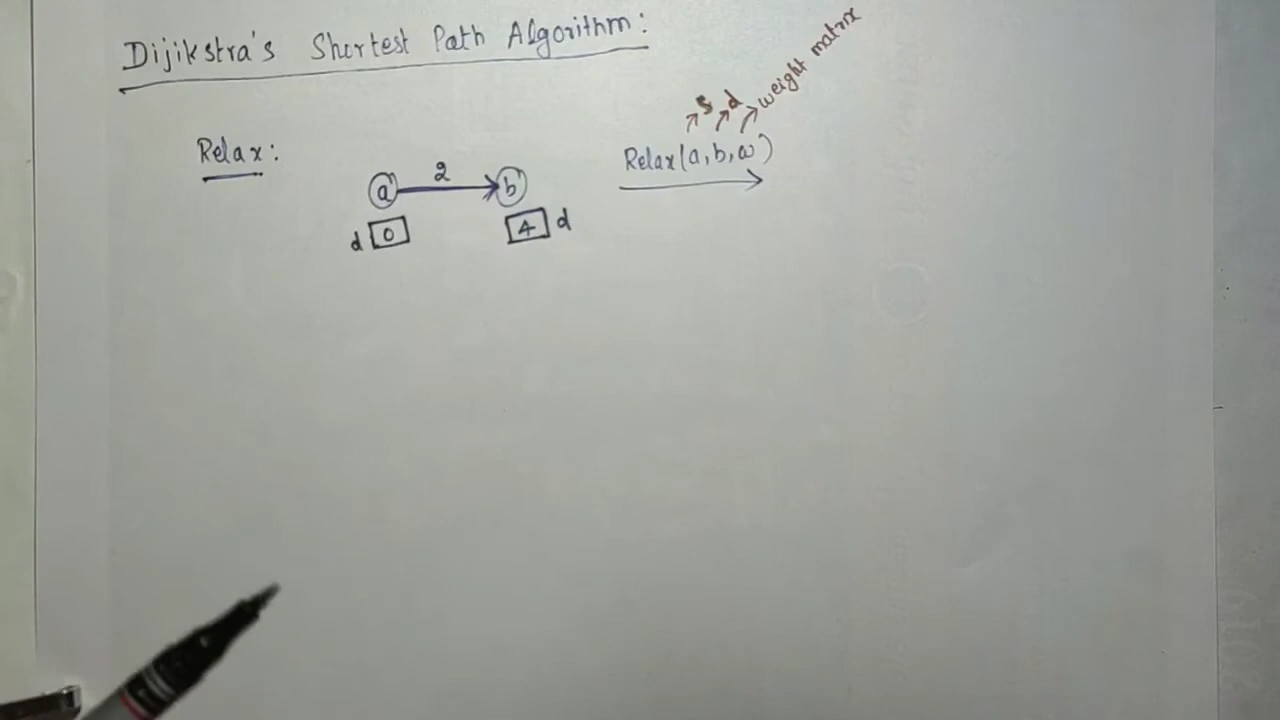 Dijikstra's Shortest Path Algorithm:
s d weight matrix
Relax:
a 2 b
Relax(a,b,w)
d 0
4 d